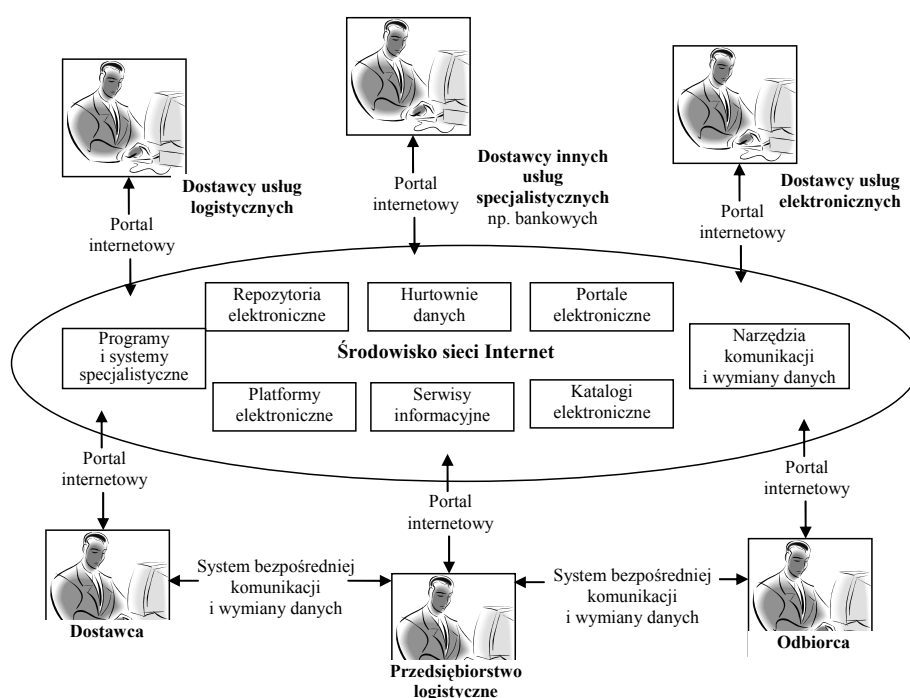 Dostawcy usług
logistycznych
Portal
internetowy
Dostawcy innych
usług
specjalistycznych
np. bankowych
Portal
internetowy
Dostawcy usług
elektronicznych
Portal
internetowy
Repozytoria
elektroniczne
Hurtownie
danych
Portale
elektroniczne
Programy
i systemy
specjalistyczne
Środowisko sieci Internet
Narzędzia
komunikacji
i wymiany danych
Platformy
elektroniczne
Serwisy
informacyjne
Katalogi
elektroniczne
Portal
internetowy
Portal
internetowy
Portal
internetowy
Dostawca
System bezpośredniej
komunikacji
i wymiany danych
Przedsiębiorstwo
logistyczne
System bezpośredniej
komunikacji
i wymiany danych
Odbiorca